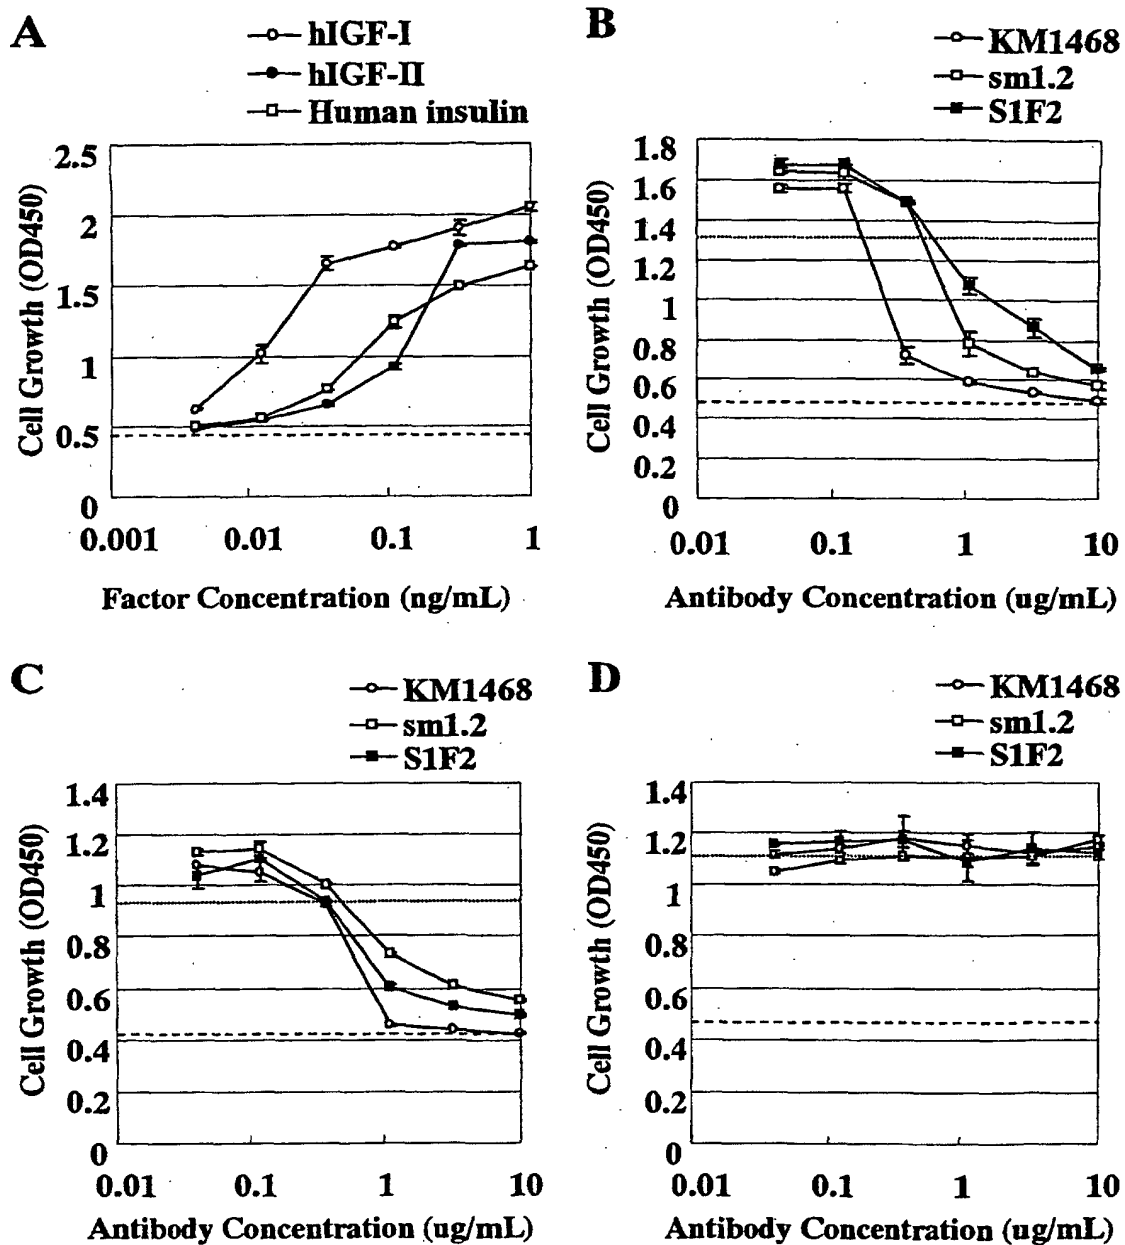 A
hIGF-I
hIGF-II
Human insulin
2.5
2
1.5
1
0.5
0
0.001 0.01 0.1 1
Cell Growth (OD450)
Factor Concentration (ng/mL)
B
KM1468
sm1.2
S1F2
1.8
1.6
1.4
1.2
1
0.8
0.6
0.4
0.2
0
0.01 0.1 1 10
Cell Growth (OD450)
Antibody Concentration (ug/mL)
C
KM1468
sm1.2
S1F2
1.4
1.2
1
0.8
0.6
0.4
0.2
0
0.01 0.1 1 10
Cell Growth (OD450)
Antibody Concentration (ug/mL)
D
KM1468
sm1.2
S1F2
1.4
1.2
1
0.8
0.6
0.4
0.2
0
0.01 0.1 1 10
Cell Growth (OD450)
Antibody Concentration (ug/mL)